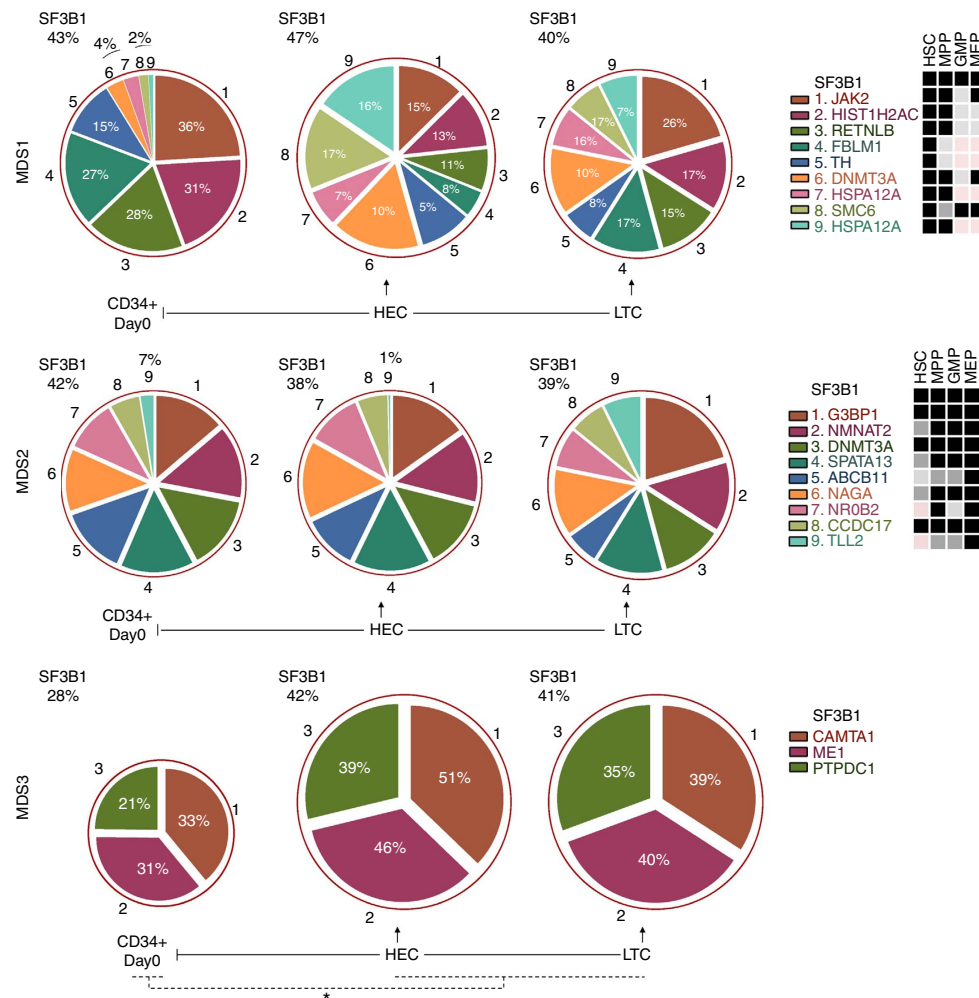 SF3B1
43%
4%
2%
1
2
3
4
5
6
7
8
9
36%
31%
28%
27%
15%
SF3B1
47%
1
2
3
4
5
6
7
8
9
15%
13%
11%
8%
5%
10%
7%
17%
16%
SF3B1
40%
1
2
3
4
5
6
7
8
9
26%
17%
15%
17%
8%
10%
16%
17%
7%
MDS1
CD34+
Day0
HEC
LTC
HSC
MPP
GMP
MEP
SF3B1
1. JAK2
2. HIST1H2AC
3. RETNLB
4. FBLM1
5. TH
6. DNMT3A
7. HSPA12A
8. SMC6
9. HSPA12A
SF3B1
42%
7%
1
2
3
4
5
6
7
8
9
SF3B1
38%
1%
1
2
3
4
5
6
7
8
9
SF3B1
39%
1
2
3
4
5
6
7
8
9
MDS2
CD34+
Day0
HEC
LTC
HSC
MPP
GMP
MEP
SF3B1
1. G3BP1
2. NMNAT2
3. DNMT3A
4. SPATA13
5. ABCB11
6. NAGA
7. NR0B2
8. CCDC17
9. TLL2
SF3B1
28%
1
2
3
33%
31%
21%
SF3B1
42%
1
2
3
51%
46%
39%
SF3B1
41%
1
2
3
39%
40%
35%
MDS3
CD34+
Day0
HEC
LTC
*
SF3B1
CAMTA1
ME1
PTPDC1